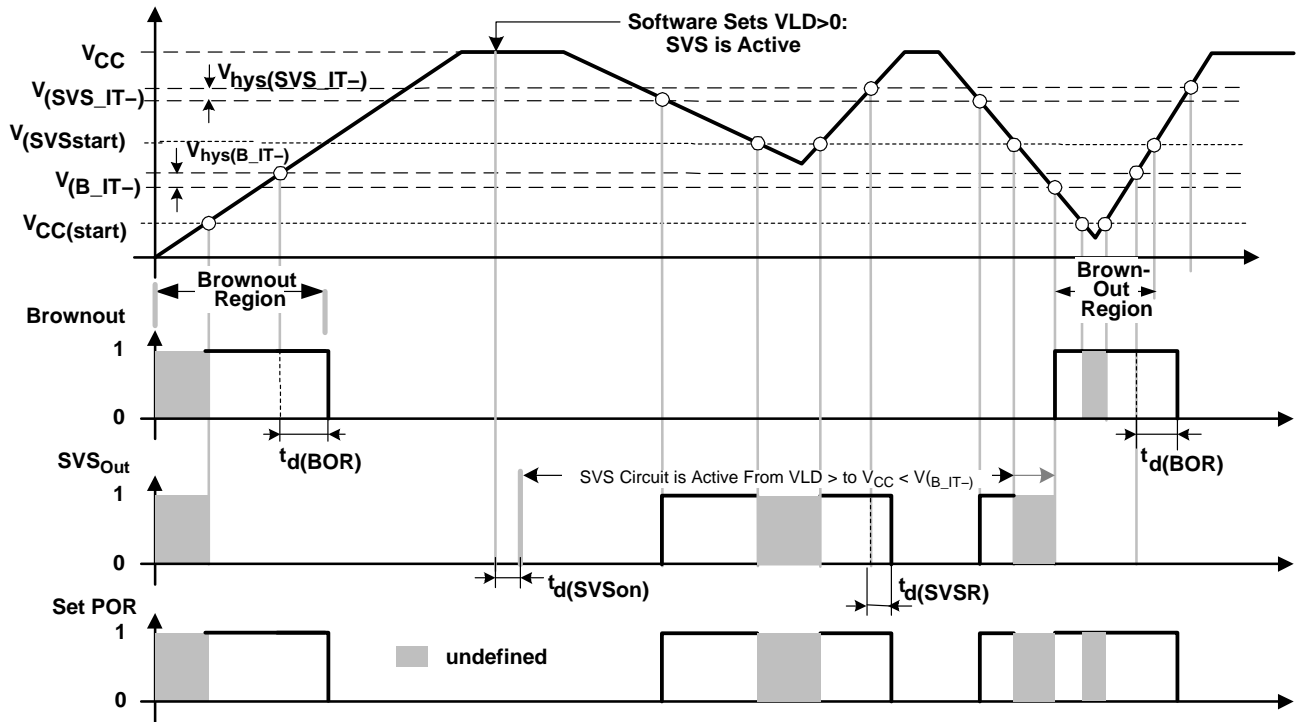 Software Sets VLD>0:
SVS is Active
VCC
Vhys(SVS_IT–)
V(SVS_IT–)
V(SVSstart)
Vhys(B_IT–)
V(B_IT–)
VCC(start)
Brownout
Region
Brown-
Out
Region
Brownout
1
0
td(BOR)
td(BOR)
SVSOut
SVS Circuit is Active From VLD > to VCC < V(B_IT–)
1
0
td(SVSon)
td(SVSR)
Set POR
1
undefined
0